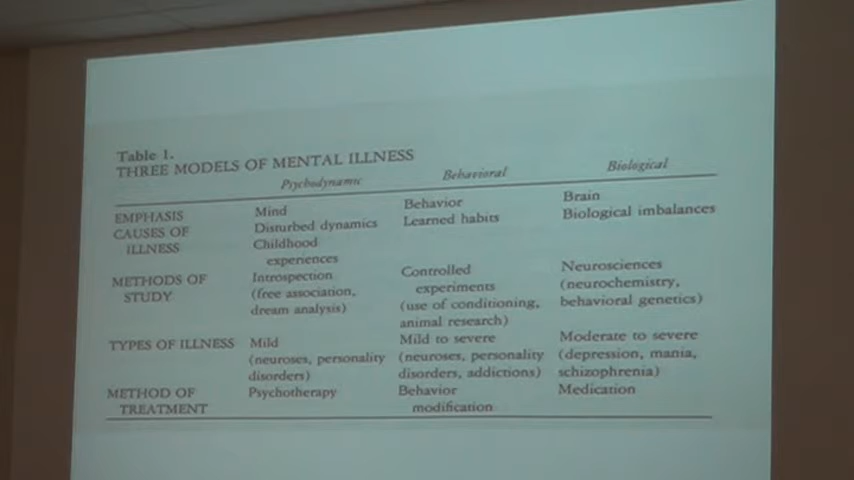 Table 1.
THREE MODELS OF MENTAL ILLNESS
Psychodynamic Behavioral Biological
EMPHASIS Mind Behavior Brain
CAUSES OF Disturbed dynamics Learned habits Biological imbalances
ILLNESS Childhood
experiences
METHODS OF Introspection Controlled Neurosciences
STUDY (free association, experiments (neurochemistry,
dream analysis) (use of conditioning, behavioral genetics)
animal research)
TYPES OF ILLNESS Mild Mild to severe Moderate to severe
(neuroses, personality (neuroses, personality (depression, mania,
disorders) disorders, addictions) schizophrenia)
METHOD OF Psychotherapy Behavior Medication
TREATMENT modification